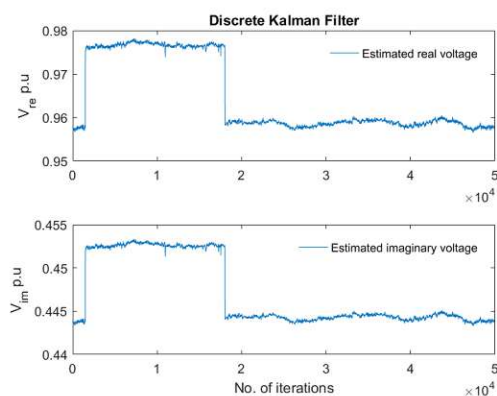 Discrete Kalman Filter
0.98
0.97
0.96
0.95
V_re p.u
Estimated real voltage
0 1 2 3 4 5
×10^4
0.455
0.445
0.44
V_im p.u
Estimated imaginary voltage
0 1 2 3 4 5
×10^4
No. of iterations